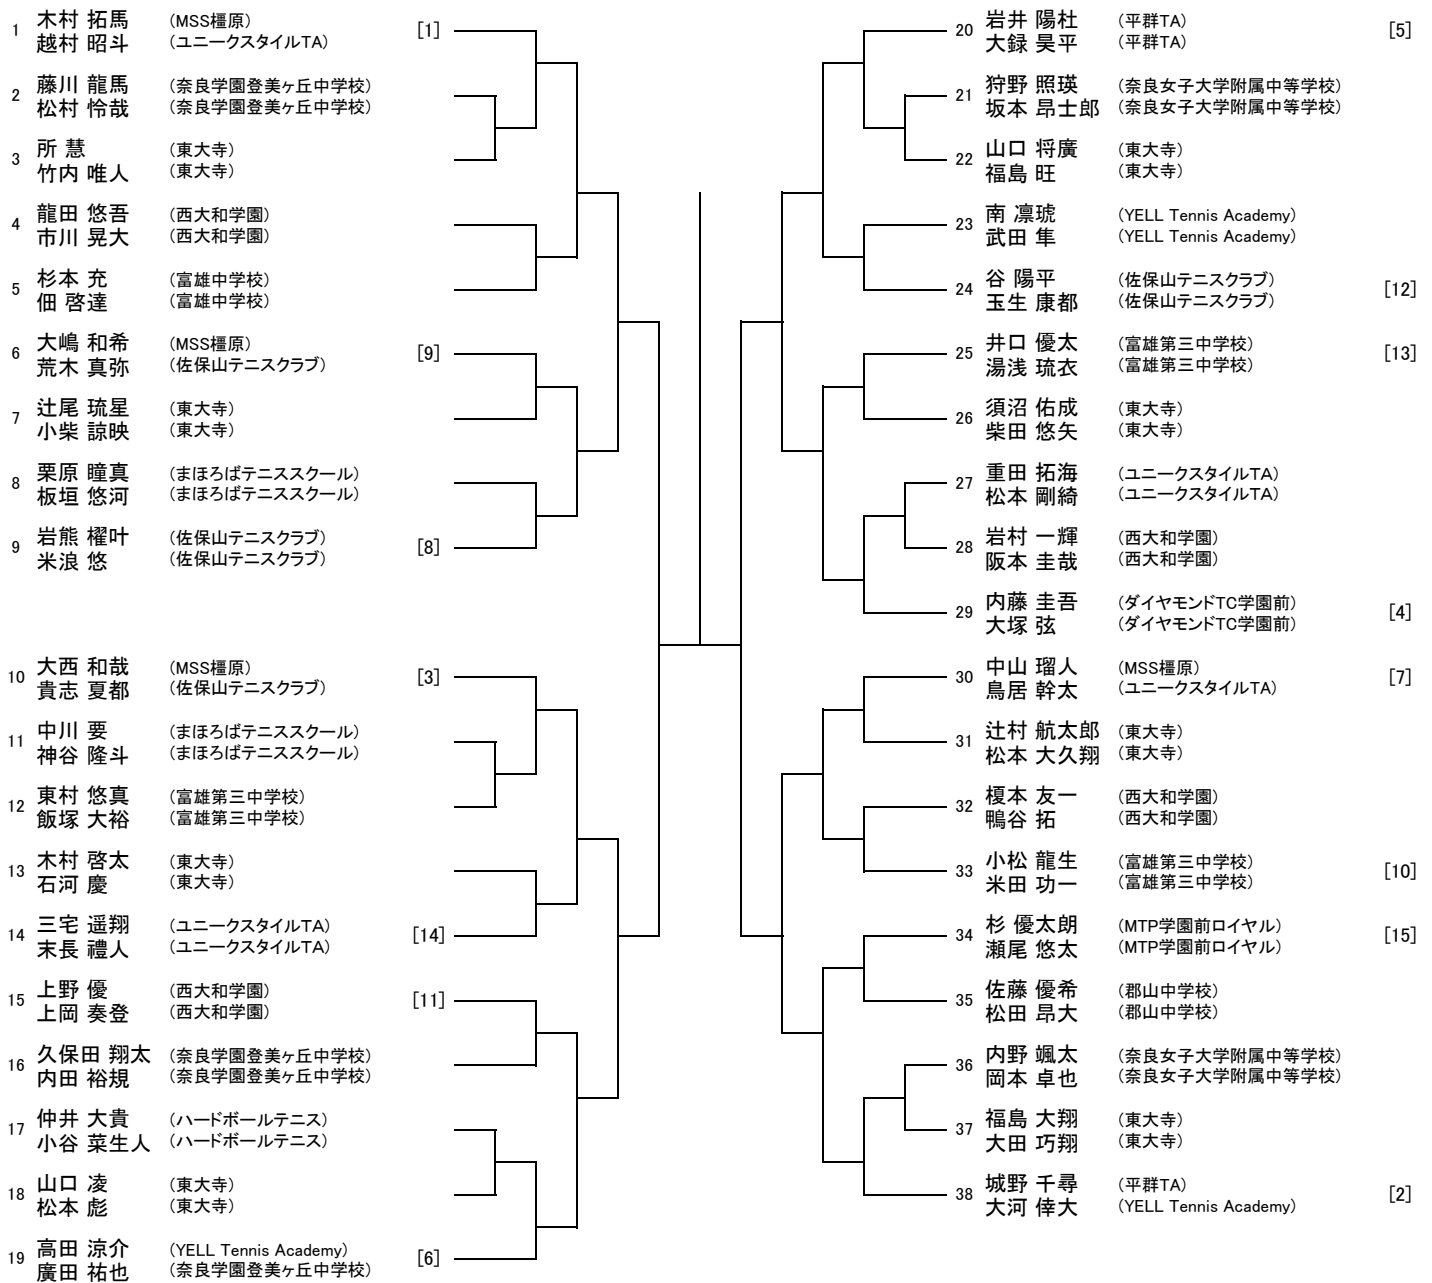 1 木村 拓馬 (MSS橿原) [1]
越村 昭斗 (ユニークスタイルTA)
2 藤川 龍馬 (奈良学園登美ヶ丘中学校)
松村 怜哉 (奈良学園登美ヶ丘中学校)
3 所 慧 (東大寺)
竹内 唯人 (東大寺)
4 龍田 悠吾 (西大和学園)
市川 晃大 (西大和学園)
5 杉本 充 (富雄中学校)
佃 啓達 (富雄中学校)
6 大嶋 和希 (MSS橿原) [9]
荒木 真弥 (佐保山テニスクラブ)
7 辻尾 琉星 (東大寺)
小柴 諒映 (東大寺)
8 栗原 瞳真 (まほろばテニススクール)
板垣 悠河 (まほろばテニススクール)
9 岩熊 櫂叶 (佐保山テニスクラブ) [8]
米浪 悠 (佐保山テニスクラブ)
10 大西 和哉 (MSS橿原) [3]
貴志 夏都 (佐保山テニスクラブ)
11 中川 要 (まほろばテニススクール)
神谷 隆斗 (まほろばテニススクール)
12 東村 悠真 (富雄第三中学校)
飯塚 大裕 (富雄第三中学校)
13 木村 啓太 (東大寺)
石河 慶 (東大寺)
14 三宅 遥翔 (ユニークスタイルTA) [14]
末長 禮人 (ユニークスタイルTA)
15 上野 優 (西大和学園) [11]
上岡 奏登 (西大和学園)
16 久保田 翔太 (奈良学園登美ヶ丘中学校)
内田 裕規 (奈良学園登美ヶ丘中学校)
17 仲井 大貴 (ハードボールテニス)
小谷 菜生人 (ハードボールテニス)
18 山口 凌 (東大寺)
松本 彪 (東大寺)
19 高田 涼介 (YELL Tennis Academy) [6]
廣田 祐也 (奈良学園登美ヶ丘中学校)
20 岩井 陽杜 (平群TA) [5]
大録 昊平 (平群TA)
21 狩野 照瑛 (奈良女子大学附属中等学校)
坂本 昂士郎 (奈良女子大学附属中等学校)
22 山口 将廣 (東大寺)
福島 旺 (東大寺)
23 南 凛琥 (YELL Tennis Academy)
武田 隼 (YELL Tennis Academy)
24 谷 陽平 (佐保山テニスクラブ) [12]
玉生 康都 (佐保山テニスクラブ)
25 井口 優太 (富雄第三中学校) [13]
湯浅 琉衣 (富雄第三中学校)
26 須沼 佑成 (東大寺)
柴田 悠矢 (東大寺)
27 重田 拓海 (ユニークスタイルTA)
松本 剛綺 (ユニークスタイルTA)
28 岩村 一輝 (西大和学園)
阪本 圭哉 (西大和学園)
29 内藤 圭吾 (ダイヤモンドTC学園前) [4]
大塚 弦 (ダイヤモンドTC学園前)
30 中山 瑠人 (MSS橿原) [7]
鳥居 幹太 (ユニークスタイルTA)
31 辻村 航太郎 (東大寺)
松本 大久翔 (東大寺)
32 榎本 友一 (西大和学園)
鴨谷 拓 (西大和学園)
33 小松 龍生 (富雄第三中学校) [10]
米田 功一 (富雄第三中学校)
34 杉 優太朗 (MTP学園前ロイヤル) [15]
瀬尾 悠太 (MTP学園前ロイヤル)
35 佐藤 優希 (郡山中学校)
松田 昂大 (郡山中学校)
36 内野 颯太 (奈良女子大学附属中等学校)
岡本 卓也 (奈良女子大学附属中等学校)
37 福島 大翔 (東大寺)
大田 巧翔 (東大寺)
38 城野 千尋 (平群TA) [2]
大河 倖大 (YELL Tennis Academy)